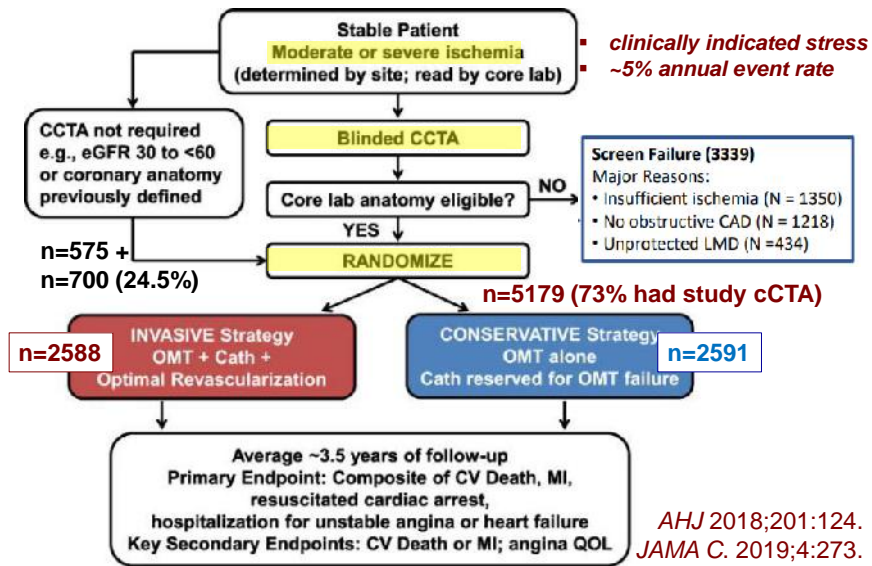 Stable Patient
Moderate or severe ischemia
(determined by site; read by core lab)
▪ clinically indicated stress
▪ ~5% annual event rate
CCTA not required
e.g., eGFR 30 to <60
or coronary anatomy
previously defined
Blinded CCTA
Core lab anatomy eligible?
NO
Screen Failure (3339)
Major Reasons:
• Insufficient ischemia (N = 1350)
• No obstructive CAD (N = 1218)
• Unprotected LMD (N =434)
YES
n=575 +
n=700 (24.5%)
RANDOMIZE
n=5179 (73% had study cCTA)
n=2588
INVASIVE Strategy
OMT + Cath +
Optimal Revascularization
CONSERVATIVE Strategy
OMT alone
Cath reserved for OMT failure
n=2591
Average ~3.5 years of follow-up
Primary Endpoint: Composite of CV Death, MI,
resuscitated cardiac arrest,
hospitalization for unstable angina or heart failure
Key Secondary Endpoints: CV Death or MI; angina QOL
AHJ 2018;201:124.
JAMA C. 2019;4:273.